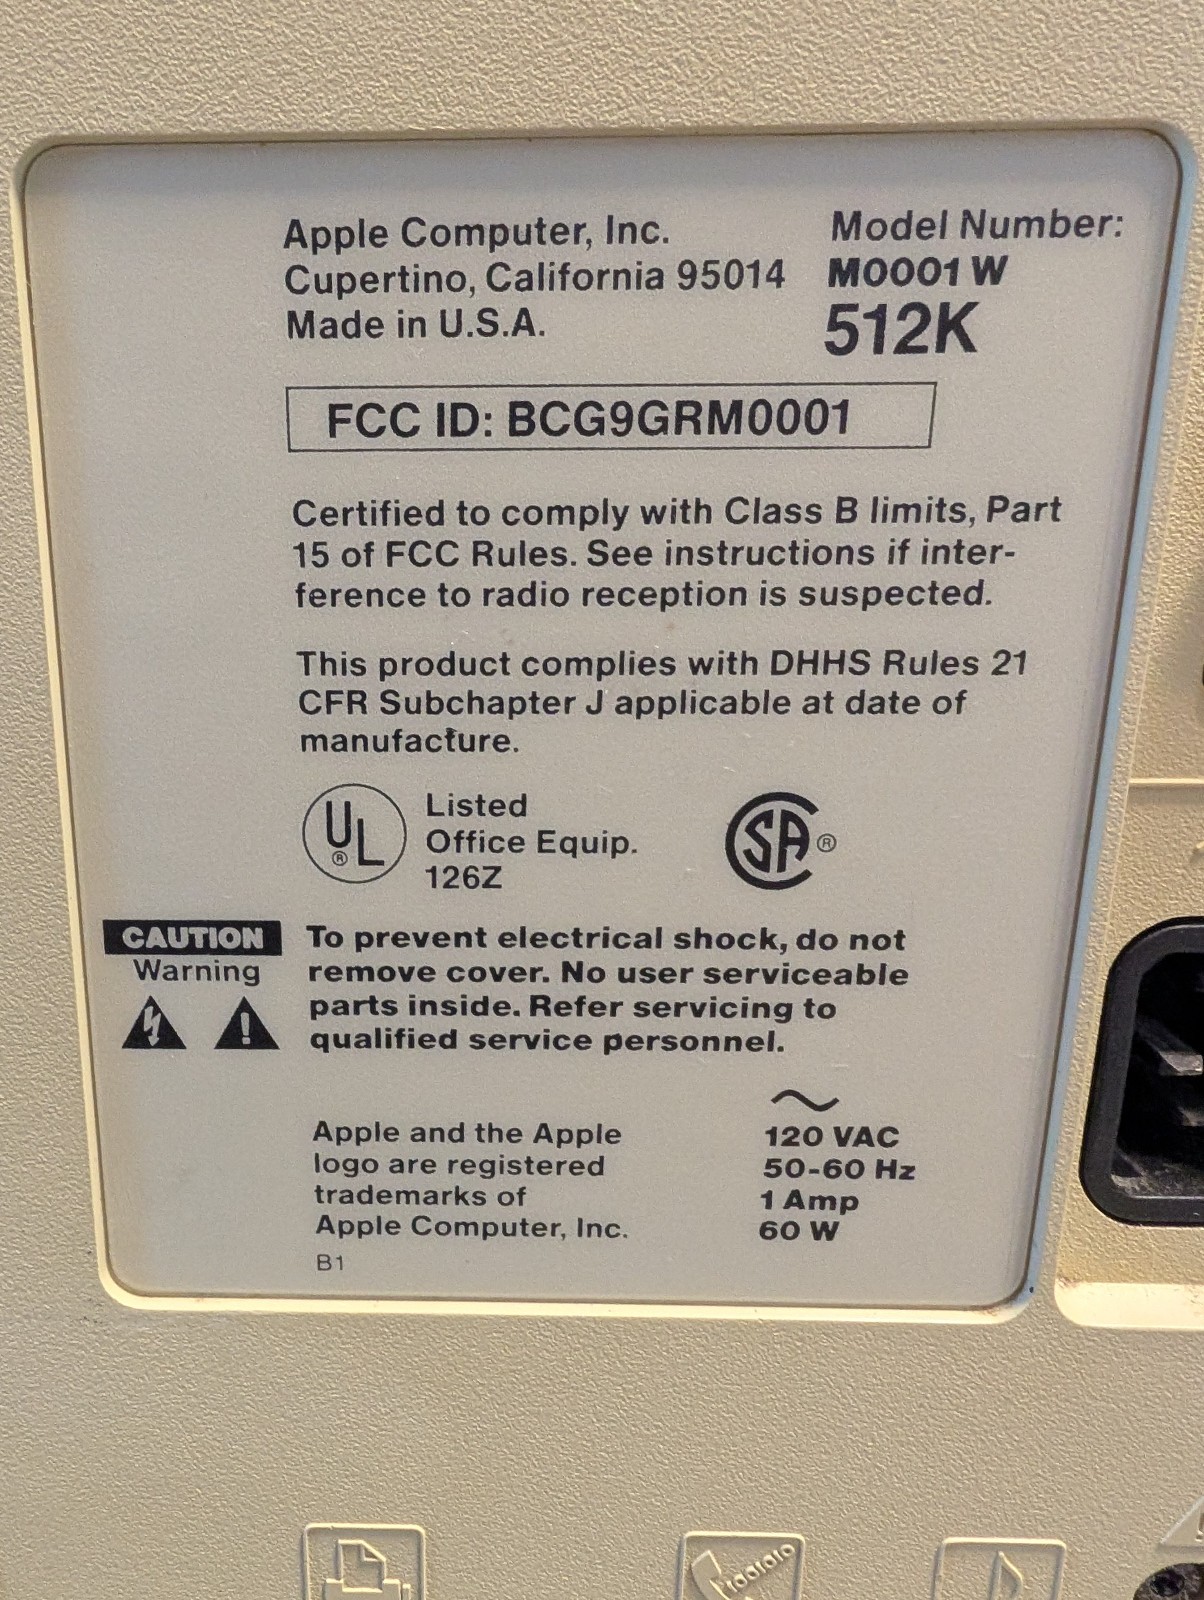 Apple Computer, Inc.
Cupertino, California 95014
Made in U.S.A.
Model Number:
M0001 W
512K
FCC ID: BCG9GRM0001
Certified to comply with Class B limits, Part
15 of FCC Rules. See instructions if inter-
ference to radio reception is suspected.
This product complies with DHHS Rules 21
CFR Subchapter J applicable at date of
manufacture.
UL®
Listed
Office Equip.
126Z
SA®
CAUTION
Warning
To prevent electrical shock, do not
remove cover. No user serviceable
parts inside. Refer servicing to
qualified service personnel.
Apple and the Apple
logo are registered
trademarks of
Apple Computer, Inc.
B1
120 VAC
50-60 Hz
1 Amp
60 W